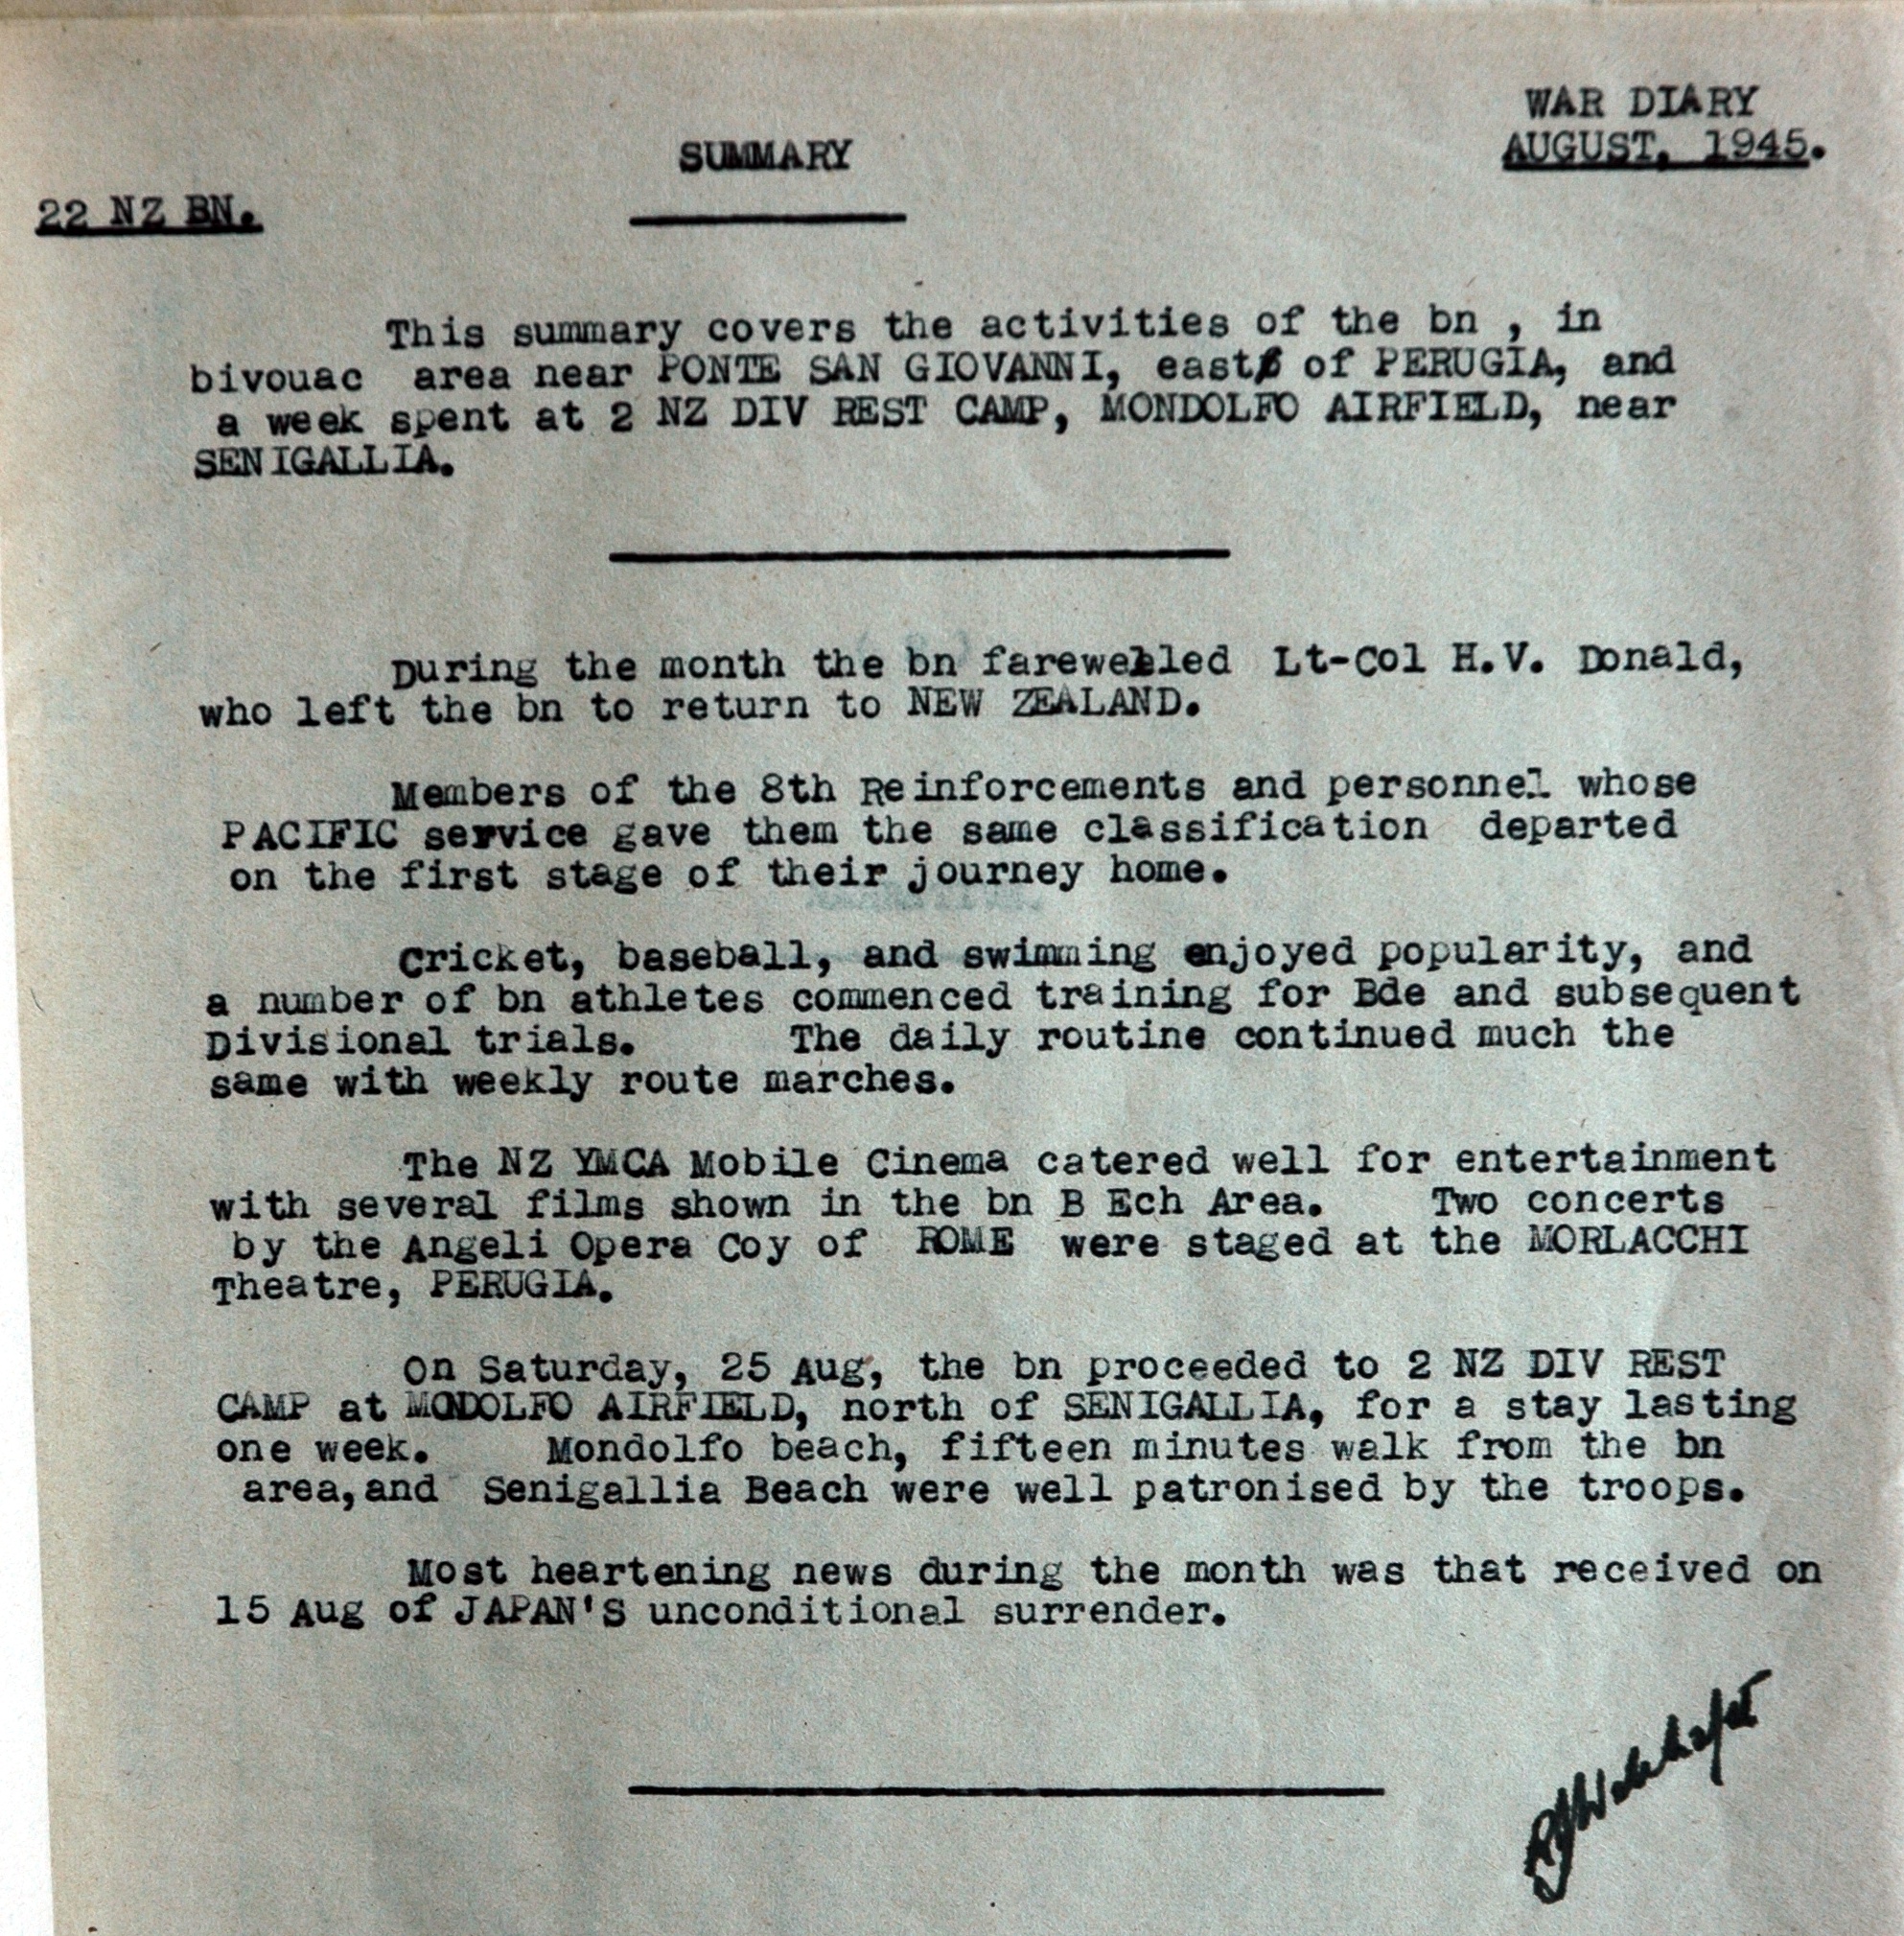 WAR DIARY
AUGUST, 1945.
SUMMARY
22 NZ BN.
This summary covers the activities of the bn , in
bivouac area near PONTE SAN GIOVANNI, east of PERUGIA, and
a week spent at 2 NZ DIV REST CAMP, MONDOLFO AIRFIELD, near
SENIGALLIA.
During the month the bn farewelled Lt-Col H.V. Donald,
who left the bn to return to NEW ZEALAND.
Members of the 8th Reinforcements and personnel whose
PACIFIC service gave them the same classification departed
on the first stage of their journey home.
Cricket, baseball, and swimming enjoyed popularity, and
a number of bn athletes commenced training for Bde and subsequent
Divisional trials. The daily routine continued much the
same with weekly route marches.
The NZ YMCA Mobile Cinema catered well for entertainment
with several films shown in the bn B Ech Area. Two concerts
by the Angeli Opera Coy of ROME were staged at the MORLACCHI
Theatre, PERUGIA.
On Saturday, 25 Aug, the bn proceeded to 2 NZ DIV REST
CAMP at MODOLFO AIRFIELD, north of SENIGALLIA, for a stay lasting
one week. Mondolfo beach, fifteen minutes walk from the bn
area,and Senigallia Beach were well patronised by the troops.
Most heartening news during the month was that received on
15 Aug of JAPAN'S unconditional surrender.